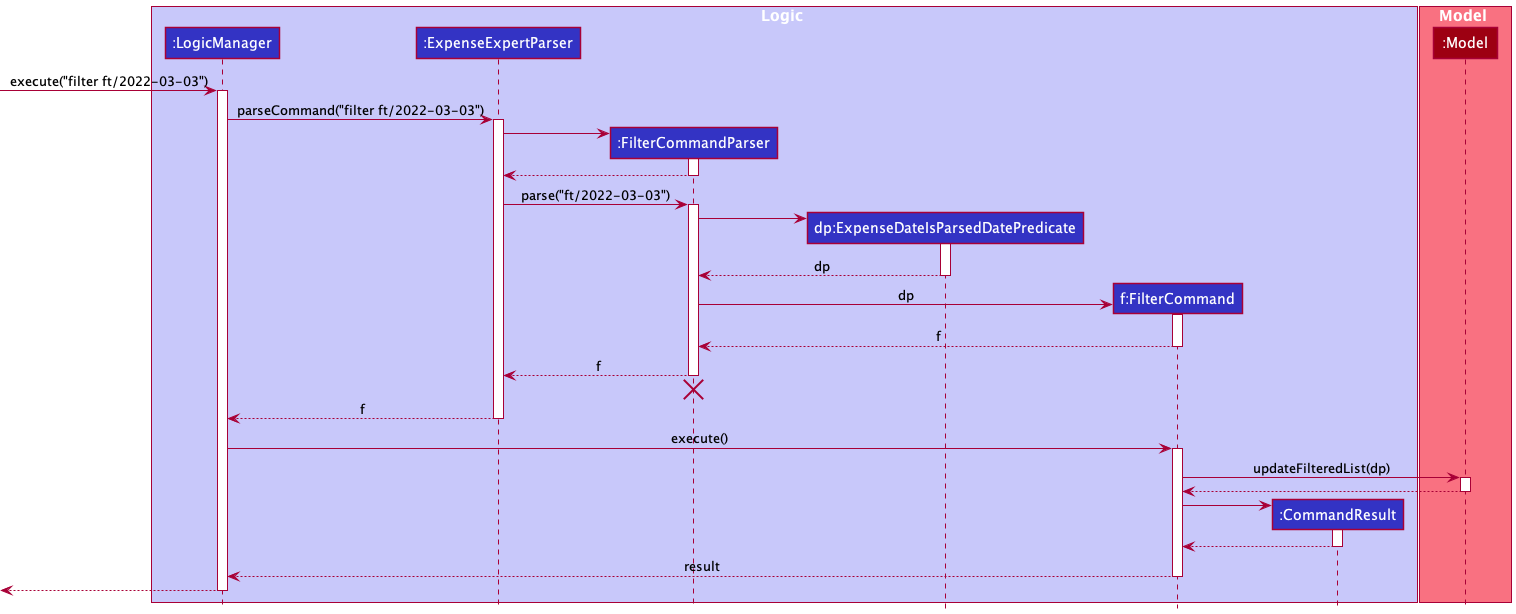 Logic
Model
:LogicManager
:ExpenseExpertParser
:Model
execute("filter ft/2022-03-03")
parseCommand("filter ft/2022-03-03")
:FilterCommandParser
parse("ft/2022-03-03")
dp:ExpenseDateIsParsedDatePredicate
dp
dp
f:FilterCommand
f
f
f
execute()
updateFilteredList(dp)
:CommandResult
result